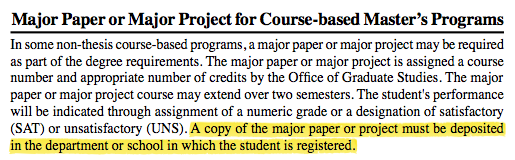 Major Paper or Major Project for Course-based Master's Programs
In some non-thesis course-based programs, a major paper or major project may be required
as part of the degree requirements. The major paper or major project is assigned a course
number and appropriate number of credits by the Office of Graduate Studies. The major
paper or major project course may extend over two semesters. The student's performance
will be indicated through assignment of a numeric grade or a designation of satisfactory
(SAT) or unsatisfactory (UNS). A copy of the major paper or project must be deposited
in the department or school in which the student is registered.